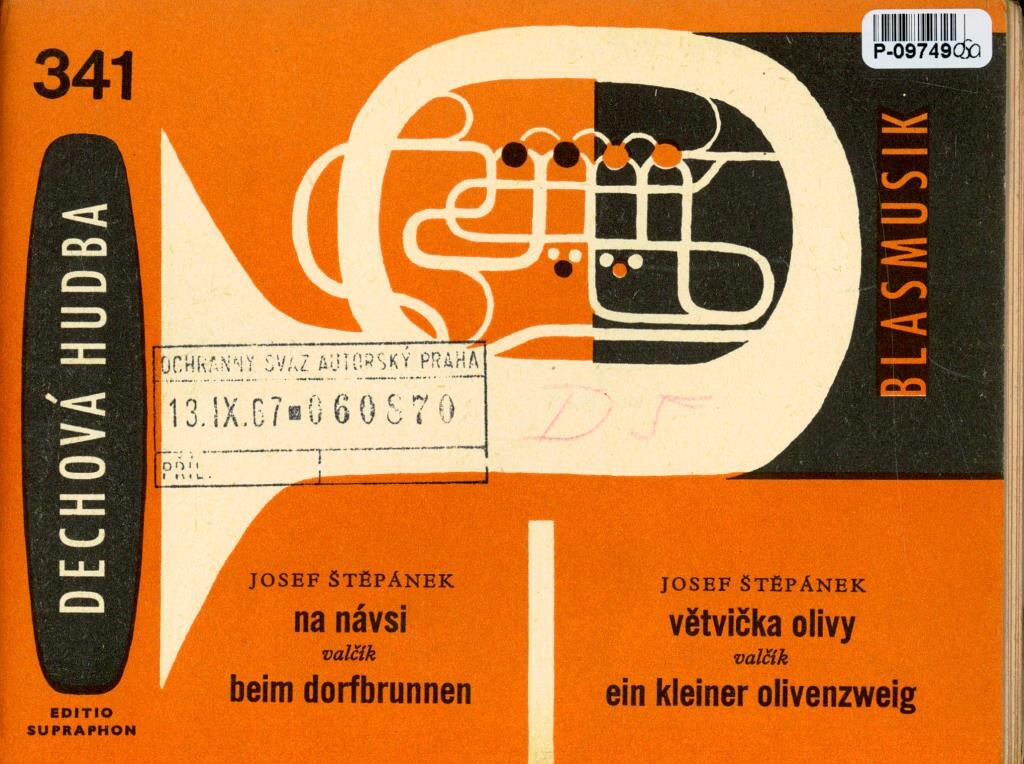 341
P-09749
DECHOVÁ HUDBA
BLASMUSIK
OCHRANNÝ SVAZ AUTORSKÝ PRAHA
13.IX.67 060870
PŘÍL.
D 5
JOSEF ŠTĚPÁNEK
na návsi
valčík
beim dorfbrunnen
JOSEF ŠTĚPÁNEK
větvička olivy
valčík
ein kleiner olivenzweig
EDITIO
SUPRAPHON